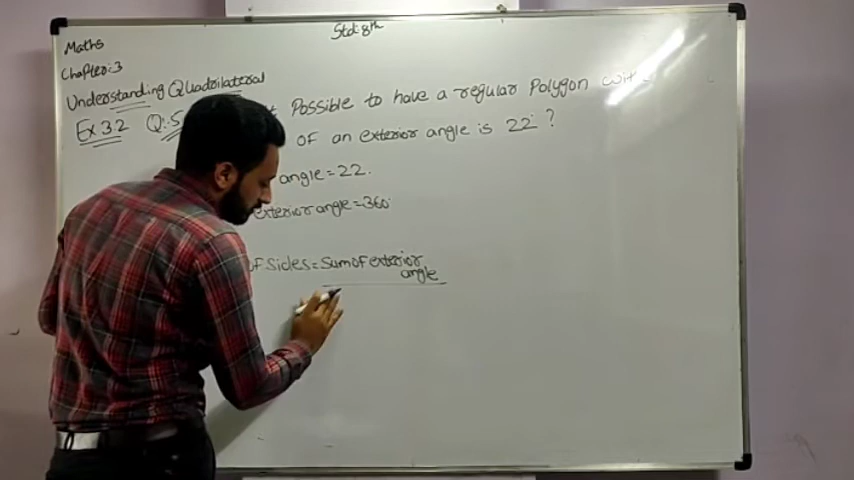 Std:8th
Maths
Chapter:3
Understanding Quadrilateral
Ex 3.2 Q:5 Possible to have a regular Polygon with
of an exterior angle is 22°?
angle=22.
exterior angle=360°
of sides=Sum of exterior
angle